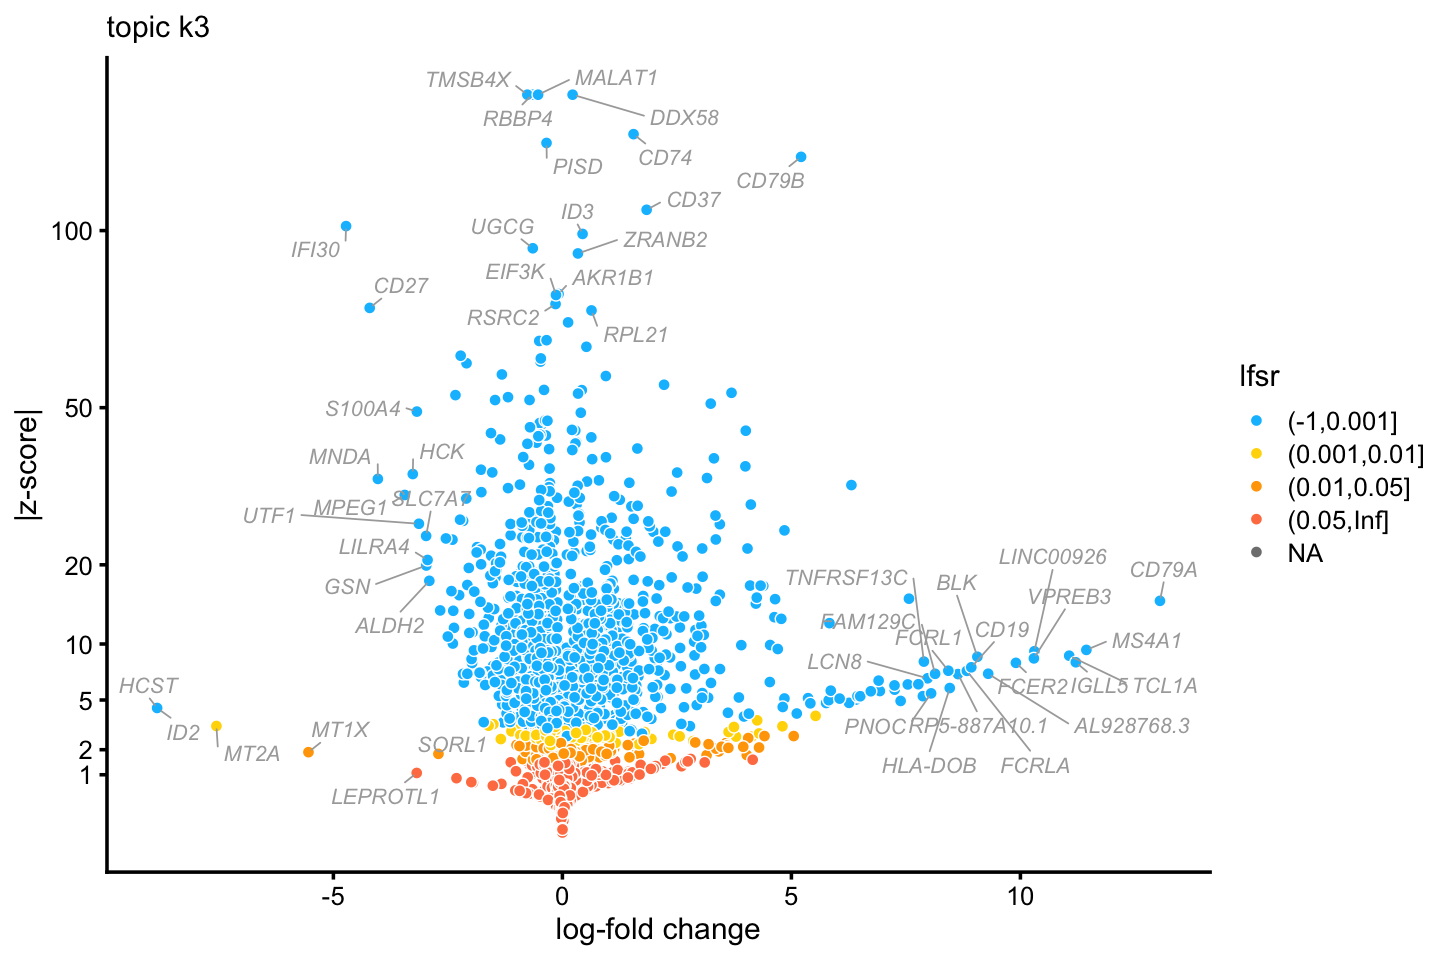 topic k3
TMSB4X
MALAT1
RBBP4
DDX58
PISD
CD74
CD79B
CD37
ID3
UGCG
ZRANB2
IFI30
EIF3K
AKR1B1
CD27
RSRC2
RPL21
S100A4
MNDA
HCK
MPEG1
SLC7A7
UTF1
LILRA4
GSN
ALDH2
LINC00926
TNFRSF13C
BLK
CD79A
VPREB3
FAM129C
FCRL1
CD19
MS4A1
LCN8
FCER2
IGLL5
TCL1A
PNOC
RP5-887A10.1
AL928768.3
HLA-DOB
FCRLA
HCST
ID2
MT2A
MT1X
SORL1
LEPROTL1
100
50
20
10
5
2
1
|z-score|
-5
0
5
10
log-fold change
lfsr
(-1,0.001]
(0.001,0.01]
(0.01,0.05]
(0.05,Inf]
NA